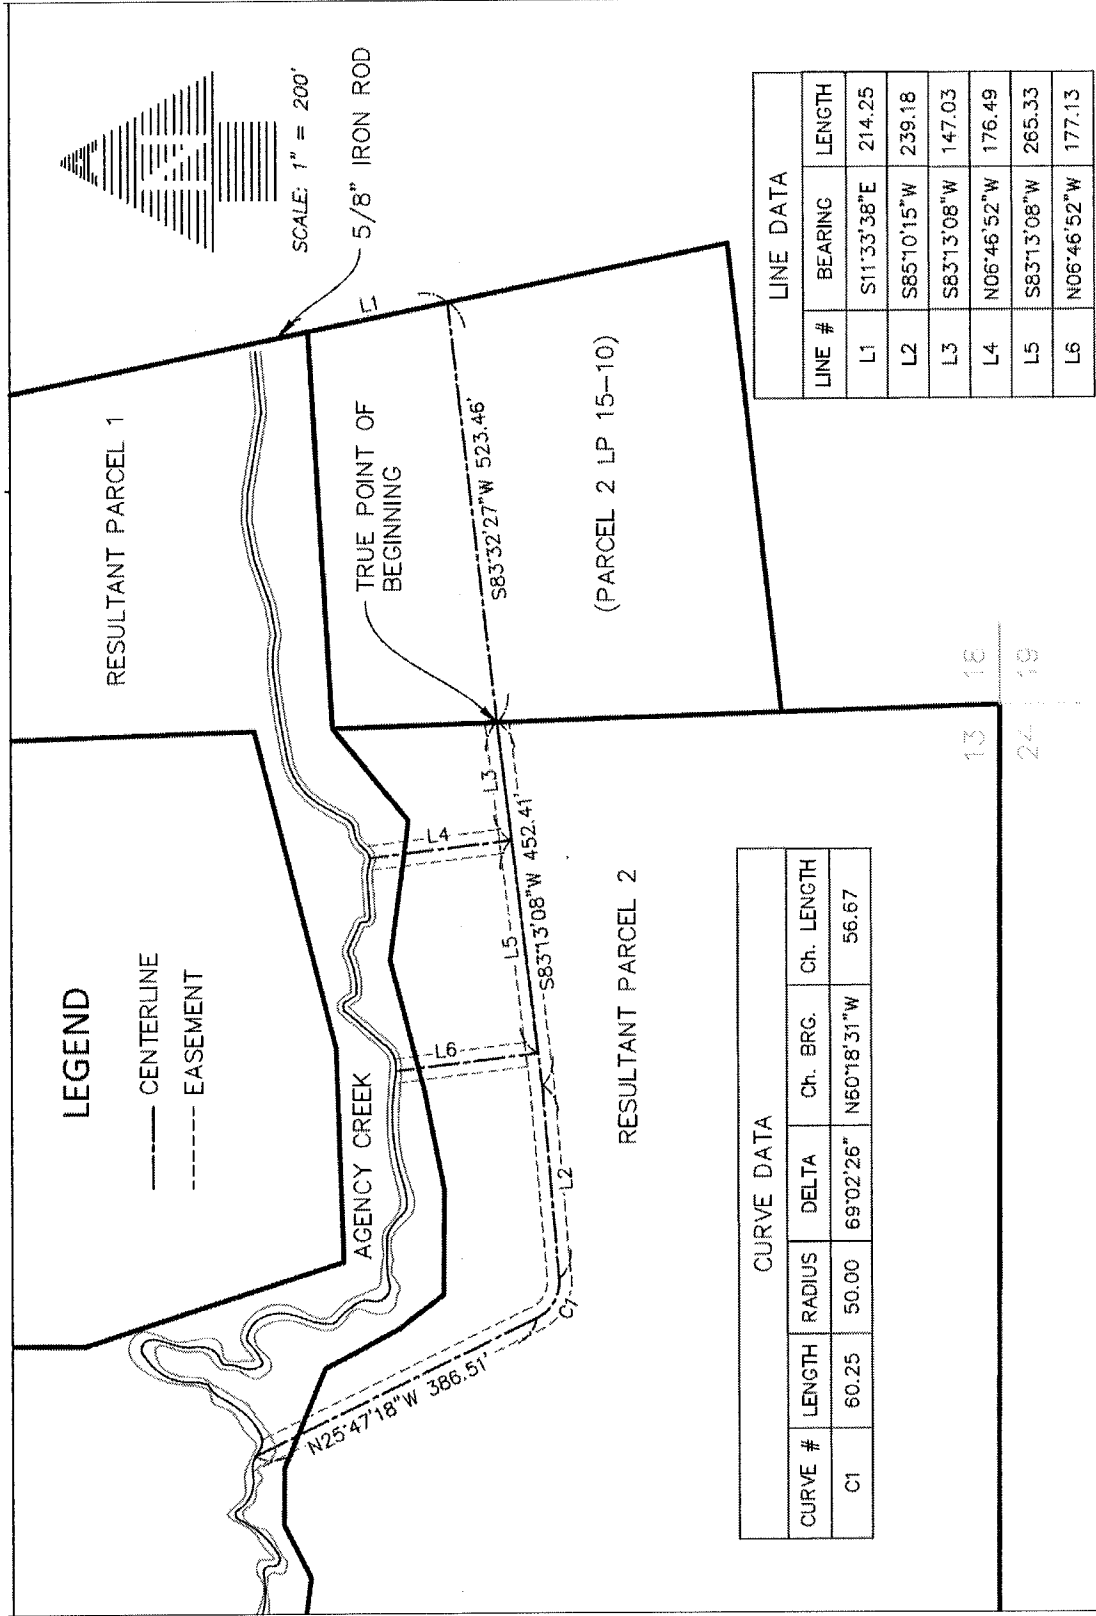 SCALE: 1" = 200'
5/8" IRON ROD
RESULTANT PARCEL 1
L1
TRUE POINT OF
BEGINNING
S83°32'27"W 523.46'
(PARCEL 2 LP 15-10)
LEGEND
CENTERLINE
EASEMENT
AGENCY CREEK
L3
L4
L5
S83°13'08"W 452.41'
L6
L2
C1
N25°47'18"W 386.51'
RESULTANT PARCEL 2
13 18
24 19
LINE DATA
LINE # BEARING LENGTH
L1 S11°33'38"E 214.25
L2 S85°10'15"W 239.18
L3 S83°13'08"W 147.03
L4 N06°46'52"W 176.49
L5 S83°13'08"W 265.33
L6 N06°46'52"W 177.13
CURVE DATA
CURVE # LENGTH RADIUS DELTA Ch. BRG. Ch. LENGTH
C1 60.25 50.00 69°02'26" N60°18'31"W 56.67